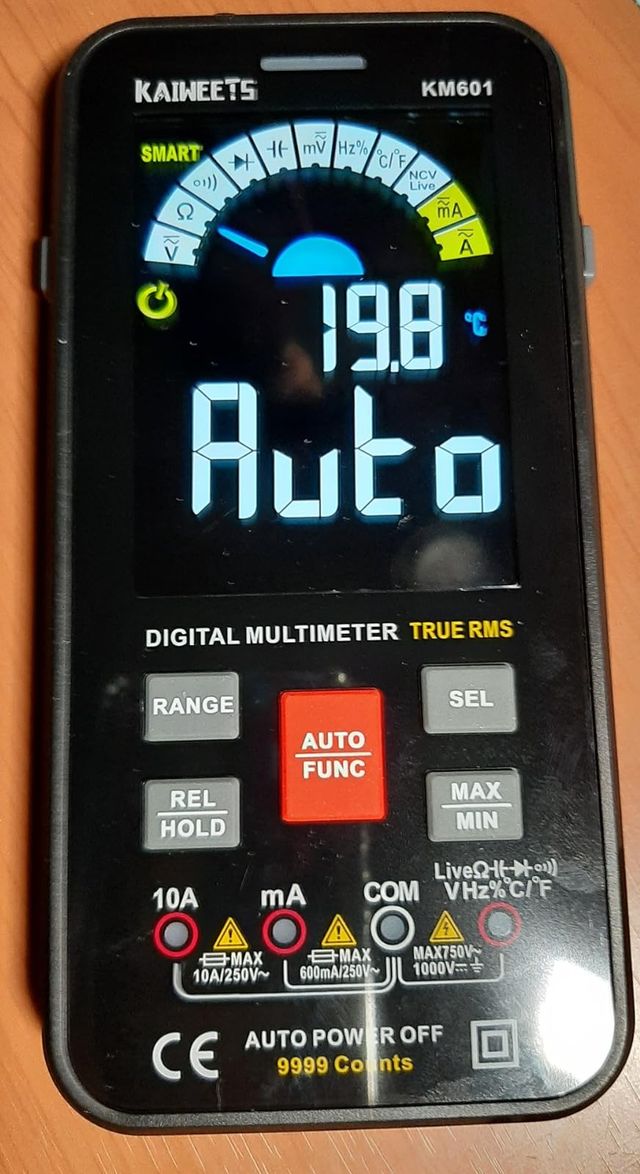 KAIWEETS KM601
SMART
V Ω mV Hz% °C/°F NCV Live mA A
19.8 °C
Auto
DIGITAL MULTIMETER TRUE RMS
RANGE
SEL
AUTO
FUNC
REL
HOLD
MAX
MIN
LiveΩ
10A mA COM VHz%°C/°F
MAX
10A/250V~
MAX
600mA/250V~
MAX750V~
1000V⎓
CE
AUTO POWER OFF
9999 Counts